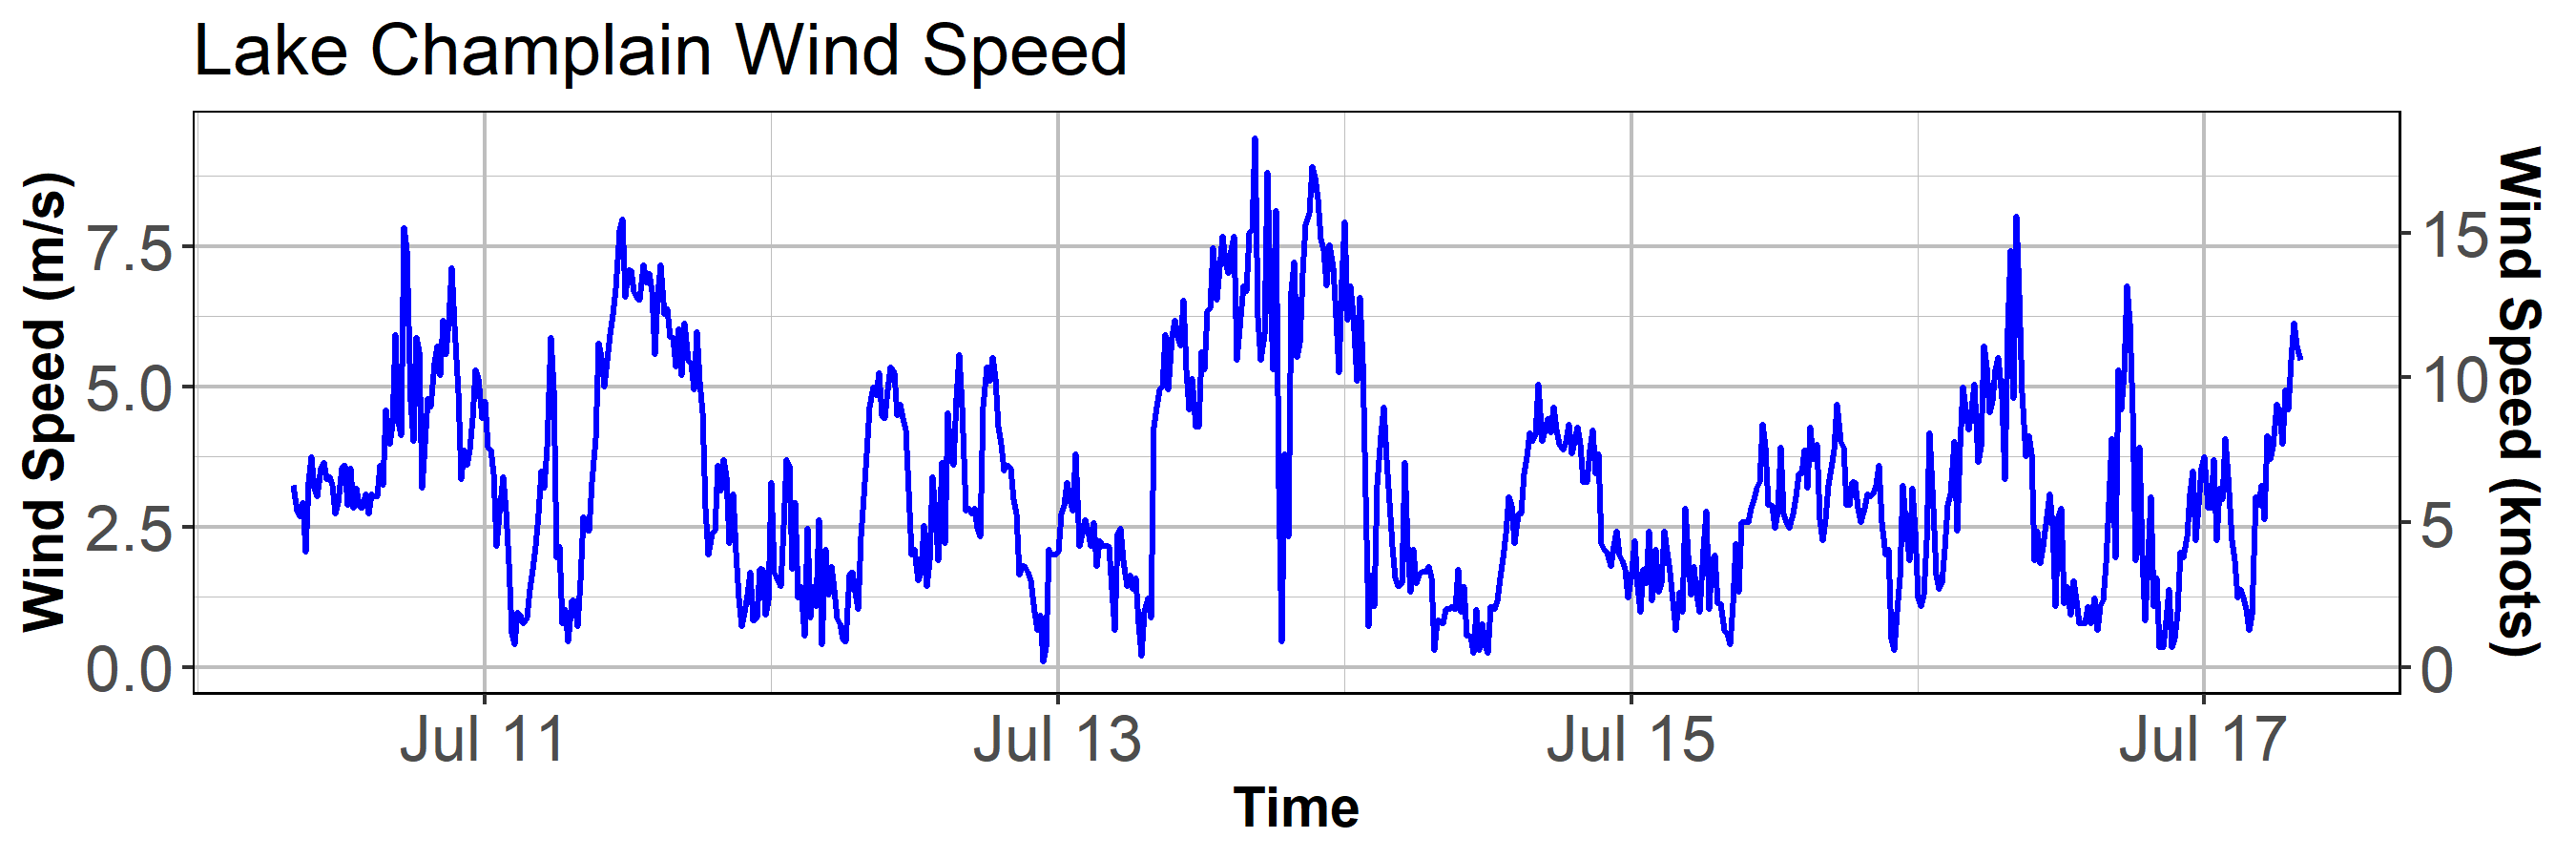 Lake Champlain Wind Speed
Wind Speed (m/s)
7.5
5.0
2.5
0.0
15
10
5
0
Wind Speed (knots)
Jul 11 Jul 13 Jul 15 Jul 17
Time